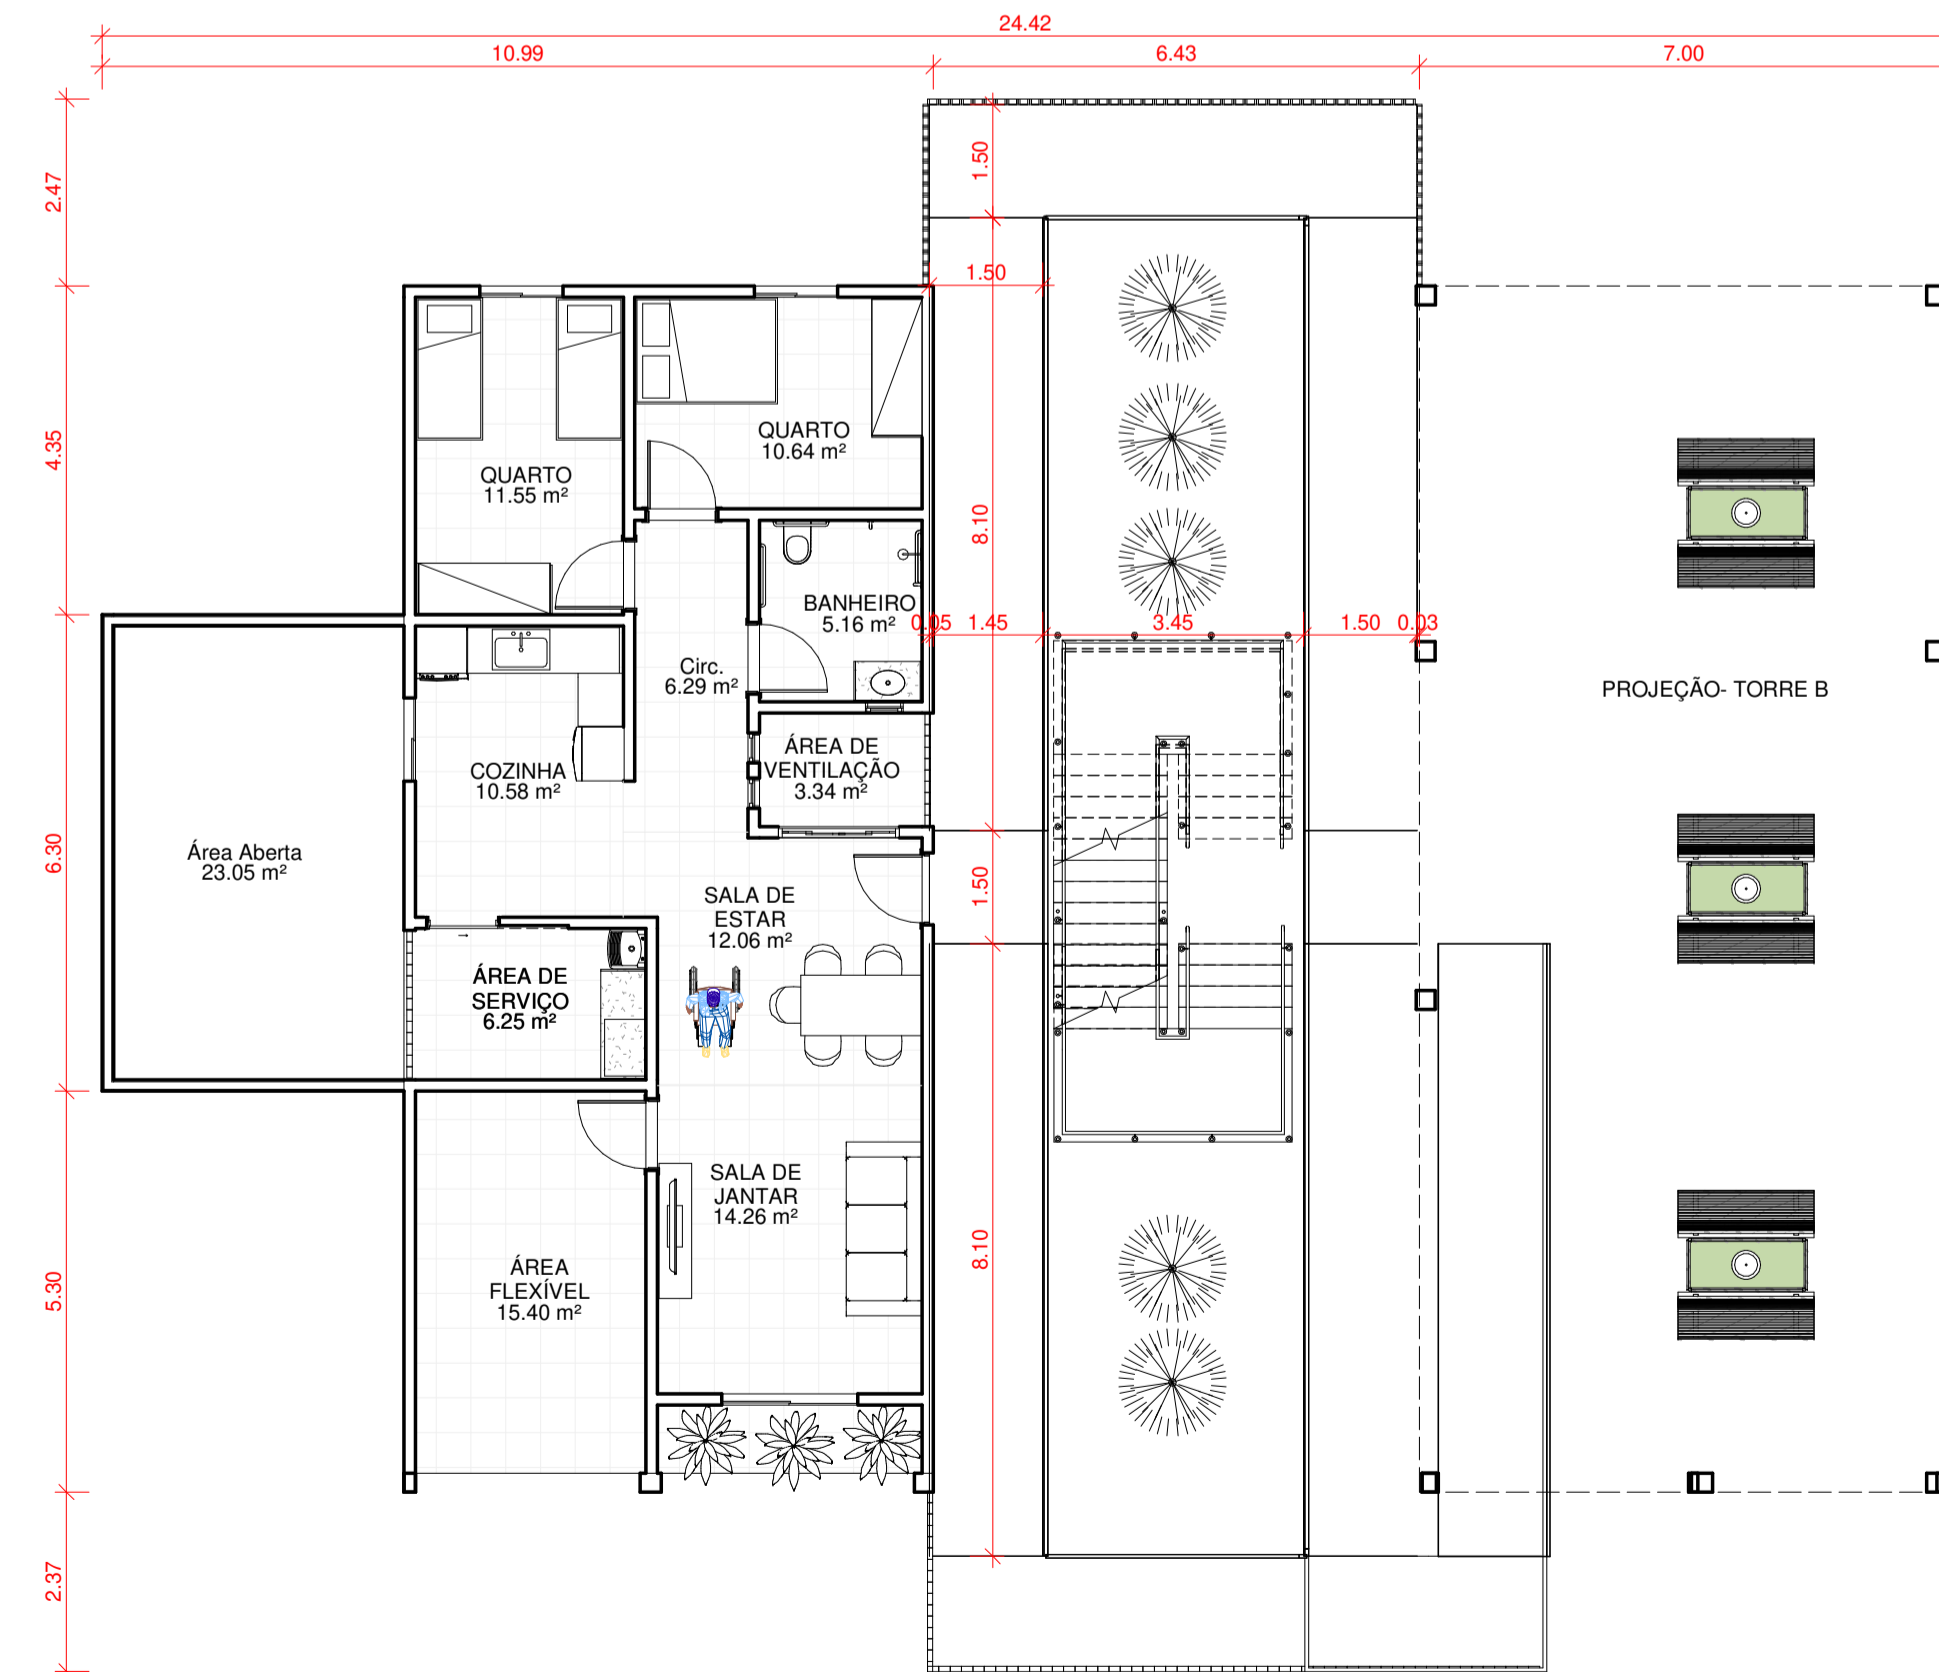 24.42
10.99
6.43
7.00
2.47
1.50
1.50
4.35
QUARTO
10.64 m²
QUARTO
11.55 m²
8.10
BANHEIRO
5.16 m²
0.05
1.45
3.45
1.50
0.03
Circ.
6.29 m²
PROJEÇÃO- TORRE B
ÁREA DE
VENTILAÇÃO
3.34 m²
COZINHA
10.58 m²
6.30
Área Aberta
23.05 m²
1.50
SALA DE
ESTAR
12.06 m²
ÁREA DE
SERVIÇO
6.25 m²
SALA DE
JANTAR
14.26 m²
8.10
ÁREA
FLEXÍVEL
15.40 m²
5.30
2.37